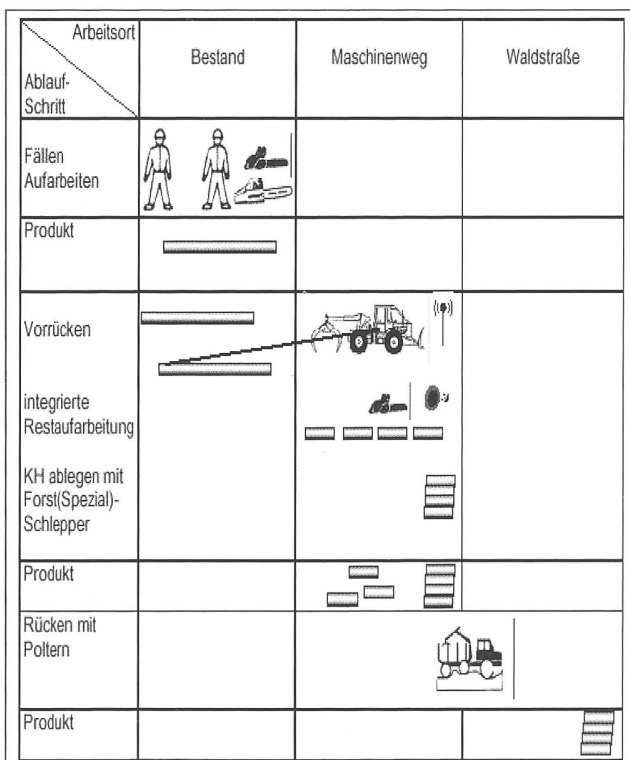 Arbeitsort
Ablauf-
Schritt
Bestand
Maschinenweg
Waldstraße
Fällen
Aufarbeiten
Produkt
Vorrücken
integrierte
Restaufarbeitung
KH ablegen mit
Forst(Spezial)-
Schlepper
Produkt
Rücken mit
Poltern
Produkt